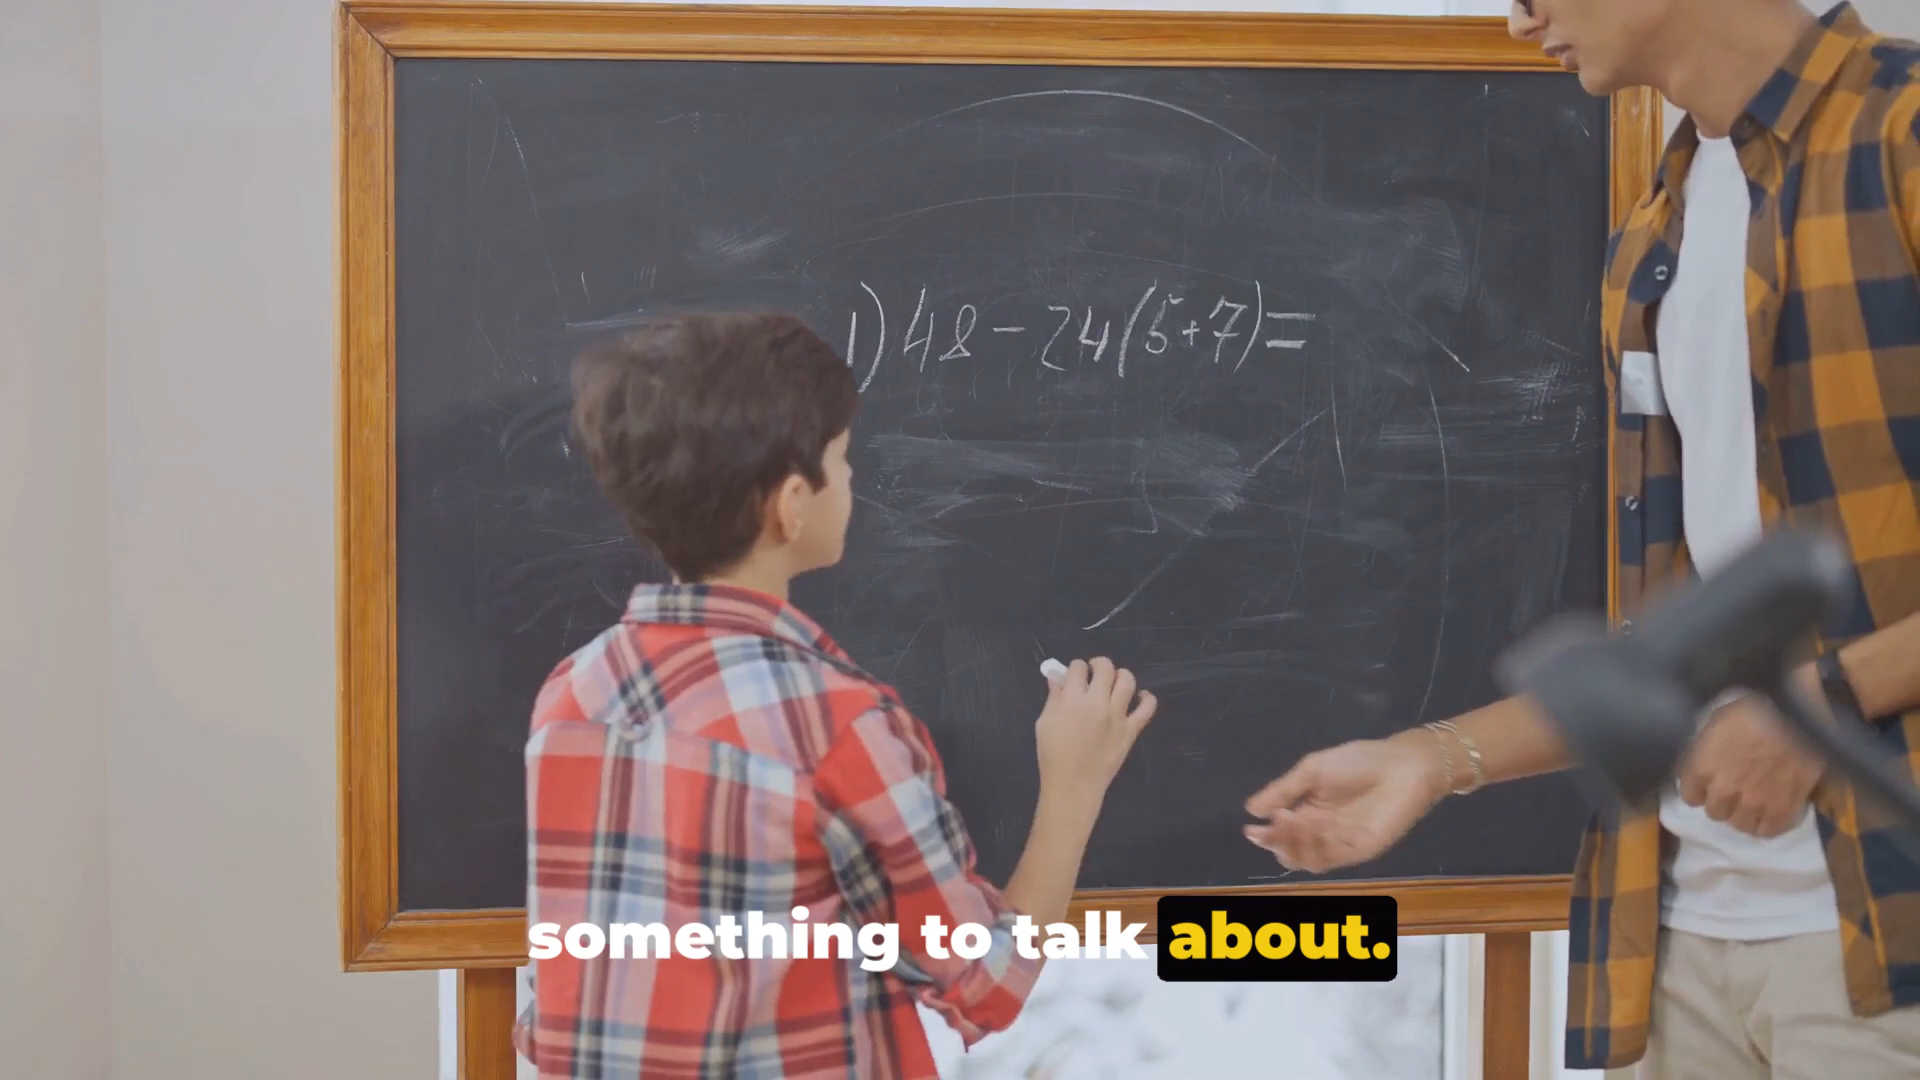 1) 48 - 24(5+7)=
something to talk about.